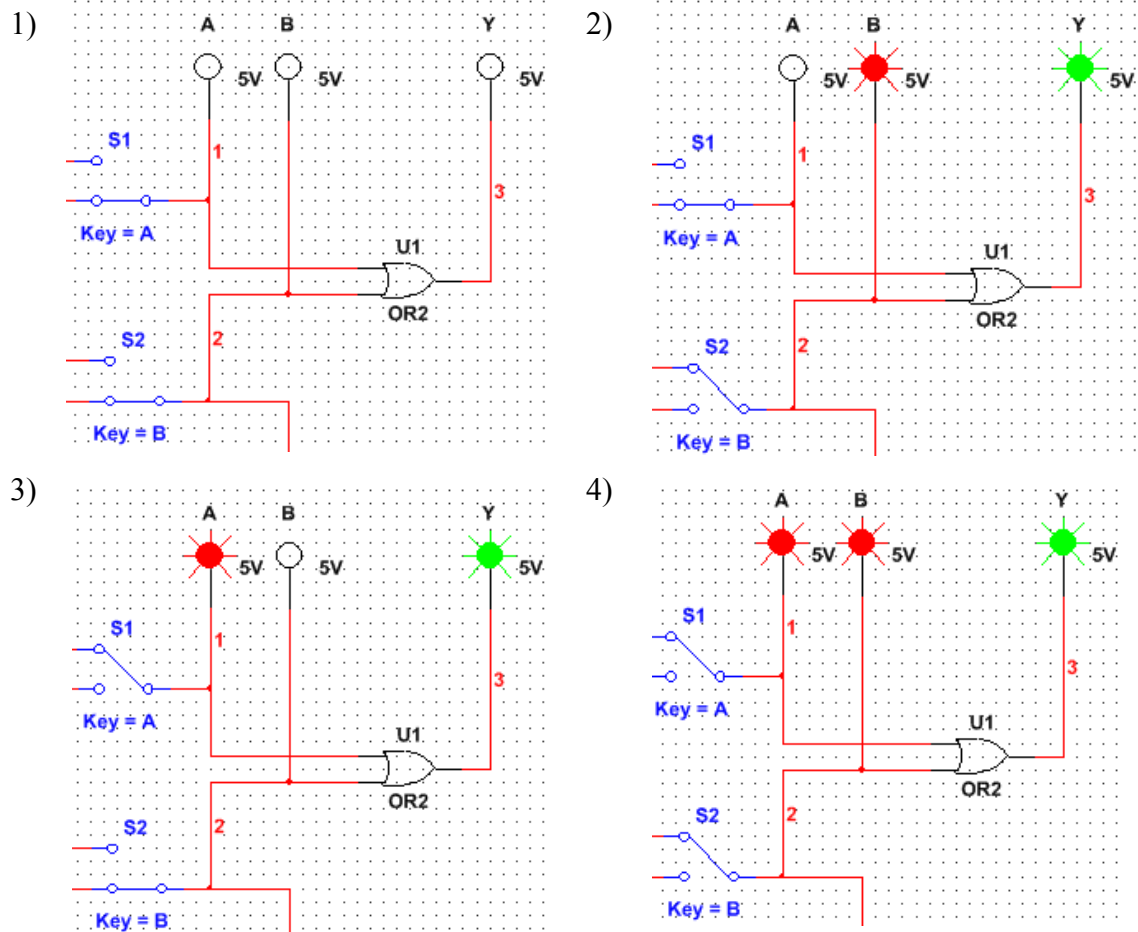 1)
A B Y
5V 5V 5V
S1
1
3
Key = A
U1
OR2
S2
2
Key = B
2)
A B Y
5V 5V 5V
S1
1
3
Key = A
U1
OR2
S2
2
Key = B
3)
A B Y
5V 5V 5V
S1
1
3
Key = A
U1
OR2
S2
2
Key = B
4)
A B Y
5V 5V 5V
S1
1
3
Key = A
U1
OR2
S2
2
Key = B